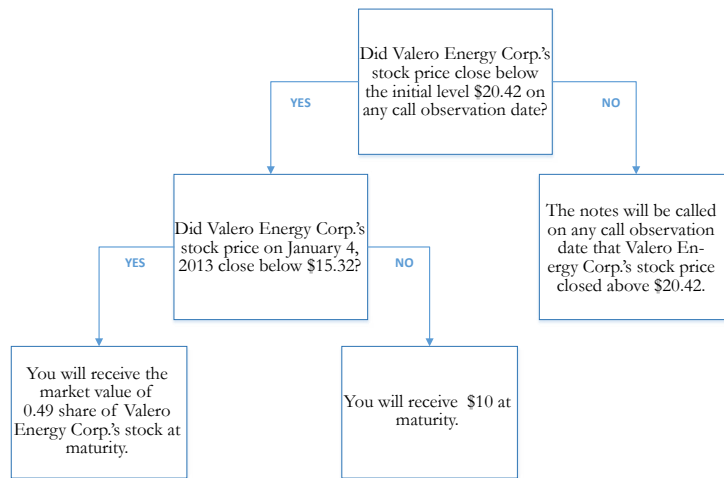 Did Valero Energy Corp.'s
stock price close below
the initial level $20.42 on
any call observation date?
YES
NO
Did Valero Energy Corp.'s
stock price on January 4,
2013 close below $15.32?
The notes will be called
on any call observation
date that Valero En-
ergy Corp.'s stock price
closed above $20.42.
YES
NO
You will receive the
market value of
0.49 share of Valero
Energy Corp.'s stock at
maturity.
You will receive $10 at
maturity.